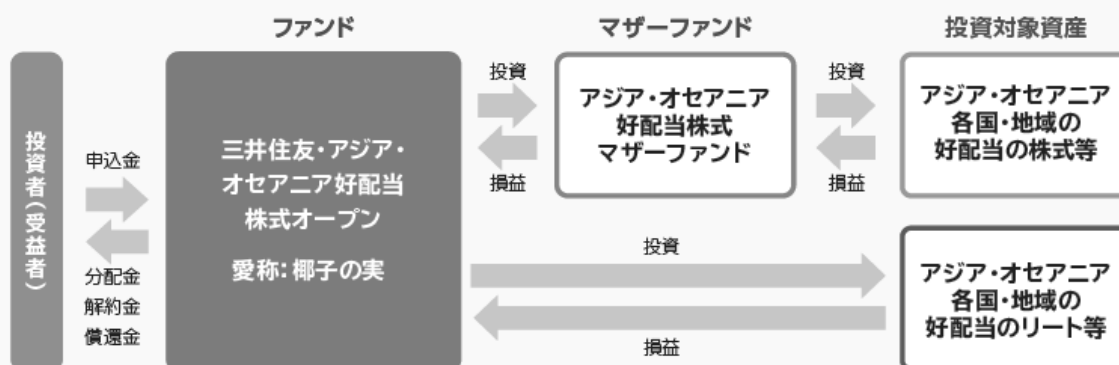 ファンド
マザーファンド
投資対象資産
投資者(受益者)
申込金
分配金
解約金
償還金
三井住友・アジア・
オセアニア好配当
株式オープン
愛称:椰子の実
投資
損益
アジア・オセアニア
好配当株式
マザーファンド
投資
損益
アジア・オセアニア
各国・地域の
好配当の株式等
投資
損益
アジア・オセアニア
各国・地域の
好配当のリート等